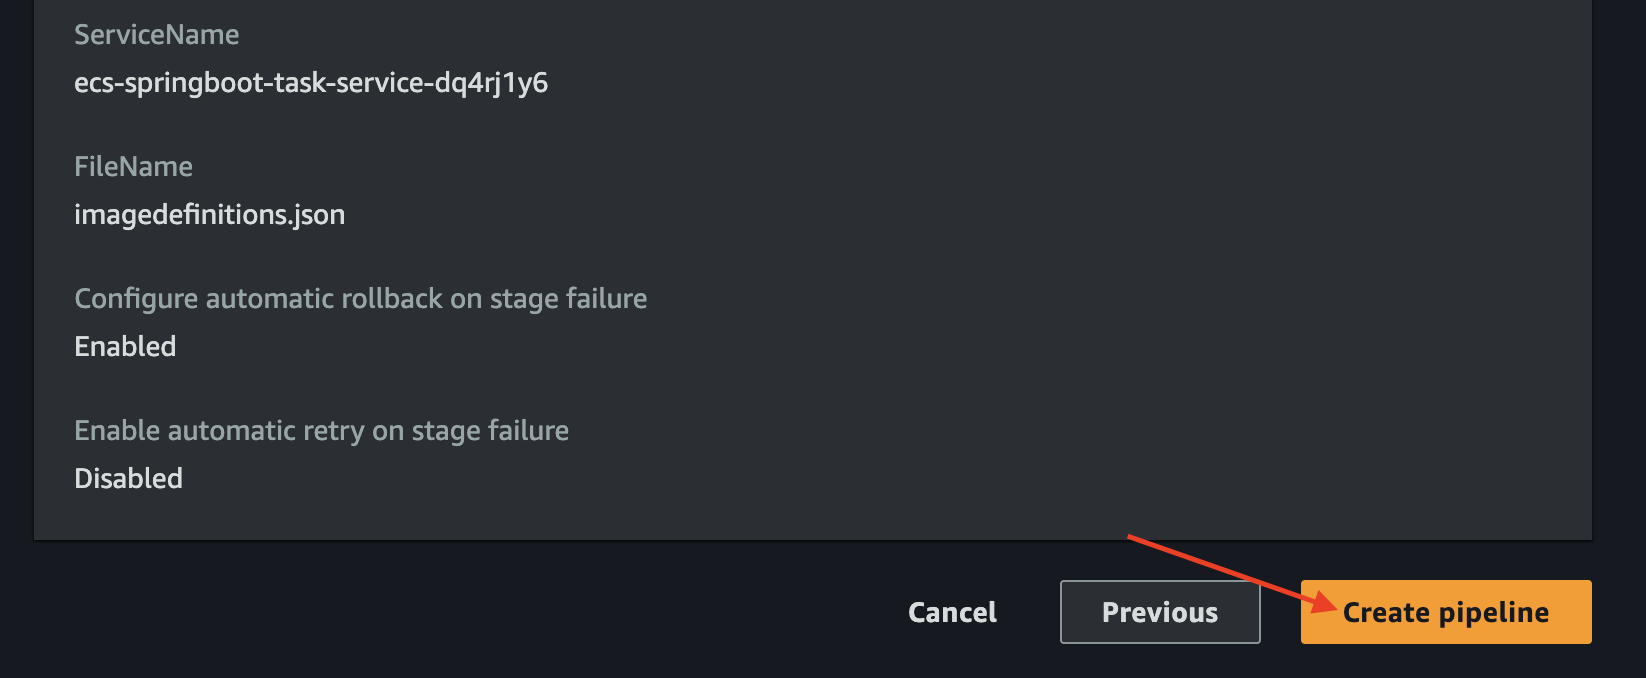 ServiceName
ecs-springboot-task-service-dq4rj1y6
FileName
imagedefinitions.json
Configure automatic rollback on stage failure
Enabled
Enable automatic retry on stage failure
Disabled
Cancel
Previous
Create pipeline